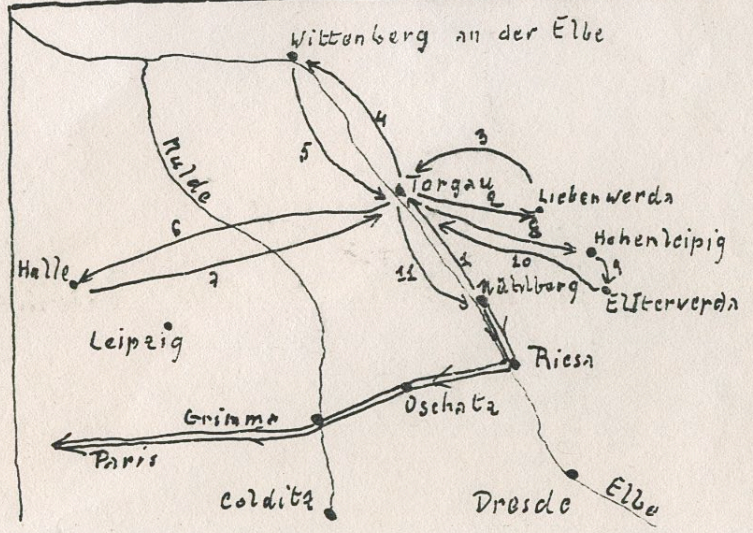 Wittenberg an der Elbe
4
5
Mulde
3
Torgau
2
Liebenwerda
6
8
Hohenleipig
Halle
7
11
1
10
9
Mühlberg
Elsterverda
Leipzig
Riesa
Oschatz
Grimma
Paris
Colditz
Dresde
Elbe